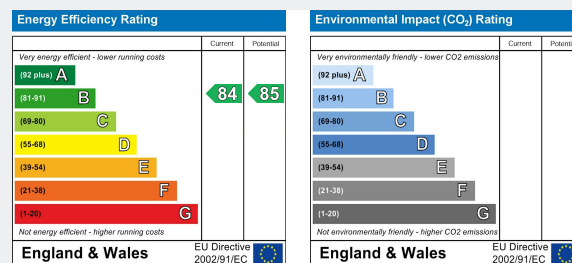 Energy Efficiency Rating
Current Potential
Very energy efficient - lower running costs
(92 plus) A
(81-91) B
84 85
(69-80) C
(55-68) D
(39-54) E
(21-38) F
(1-20) G
Not energy efficient - higher running costs
England & Wales
EU Directive
2002/91/EC
Environmental Impact (CO2) Rating
Current Potential
Very environmentally friendly - lower CO2 emissions
(92 plus) A
(81-91) B
(69-80) C
(55-68) D
(39-54) E
(21-38) F
(1-20) G
Not environmentally friendly - higher CO2 emissions
England & Wales
EU Directive
2002/91/EC